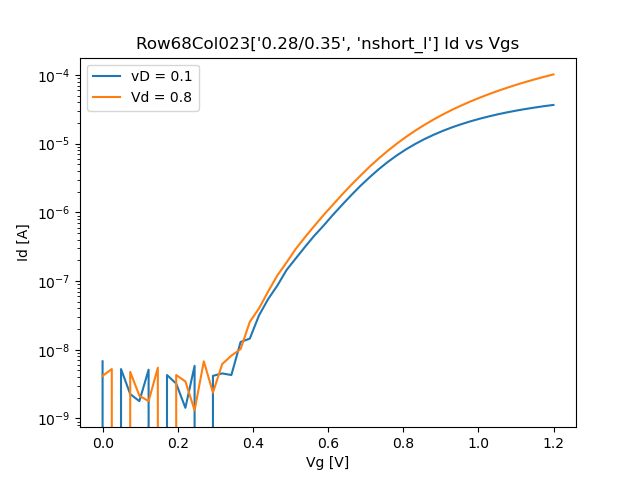 Row68Col023['0.28/0.35', 'nshort_l'] Id vs Vgs
vD = 0.1
Vd = 0.8
10⁻⁴
10⁻⁵
10⁻⁶
10⁻⁷
10⁻⁸
10⁻⁹
Id [A]
0.0 0.2 0.4 0.6 0.8 1.0 1.2
Vg [V]